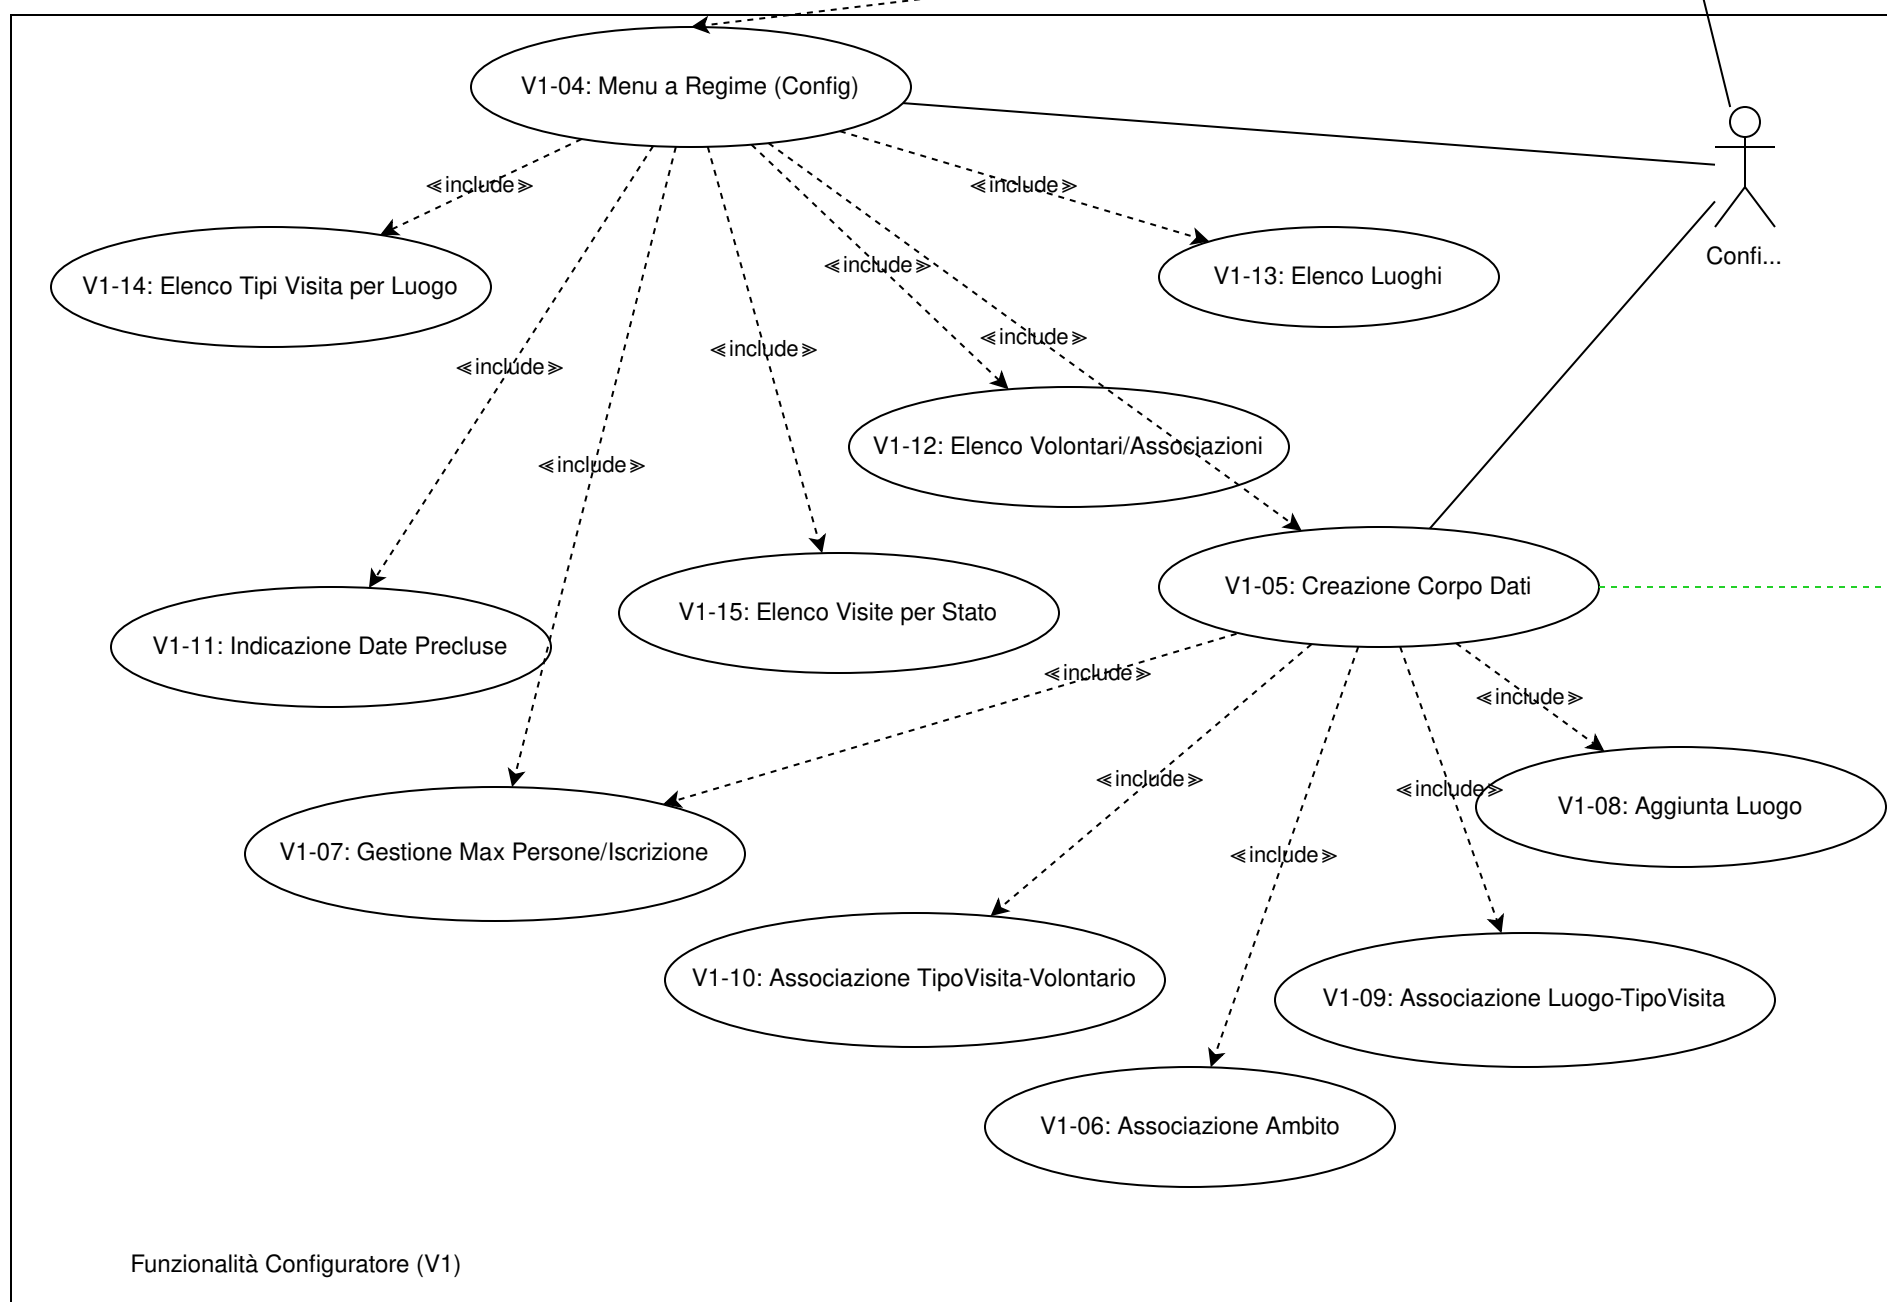 V1-04: Menu a Regime (Config)
≪include≫
≪include≫
Confi...
V1-14: Elenco Tipi Visita per Luogo
≪include≫
V1-13: Elenco Luoghi
≪include≫
≪include≫
≪include≫
V1-12: Elenco Volontari/Associazioni
≪include≫
V1-05: Creazione Corpo Dati
V1-15: Elenco Visite per Stato
V1-11: Indicazione Date Precluse
≪include≫
≪include≫
≪include≫
≪include≫
V1-08: Aggiunta Luogo
V1-07: Gestione Max Persone/Iscrizione
≪include≫
V1-10: Associazione TipoVisita-Volontario
V1-09: Associazione Luogo-TipoVisita
V1-06: Associazione Ambito
Funzionalità Configuratore (V1)